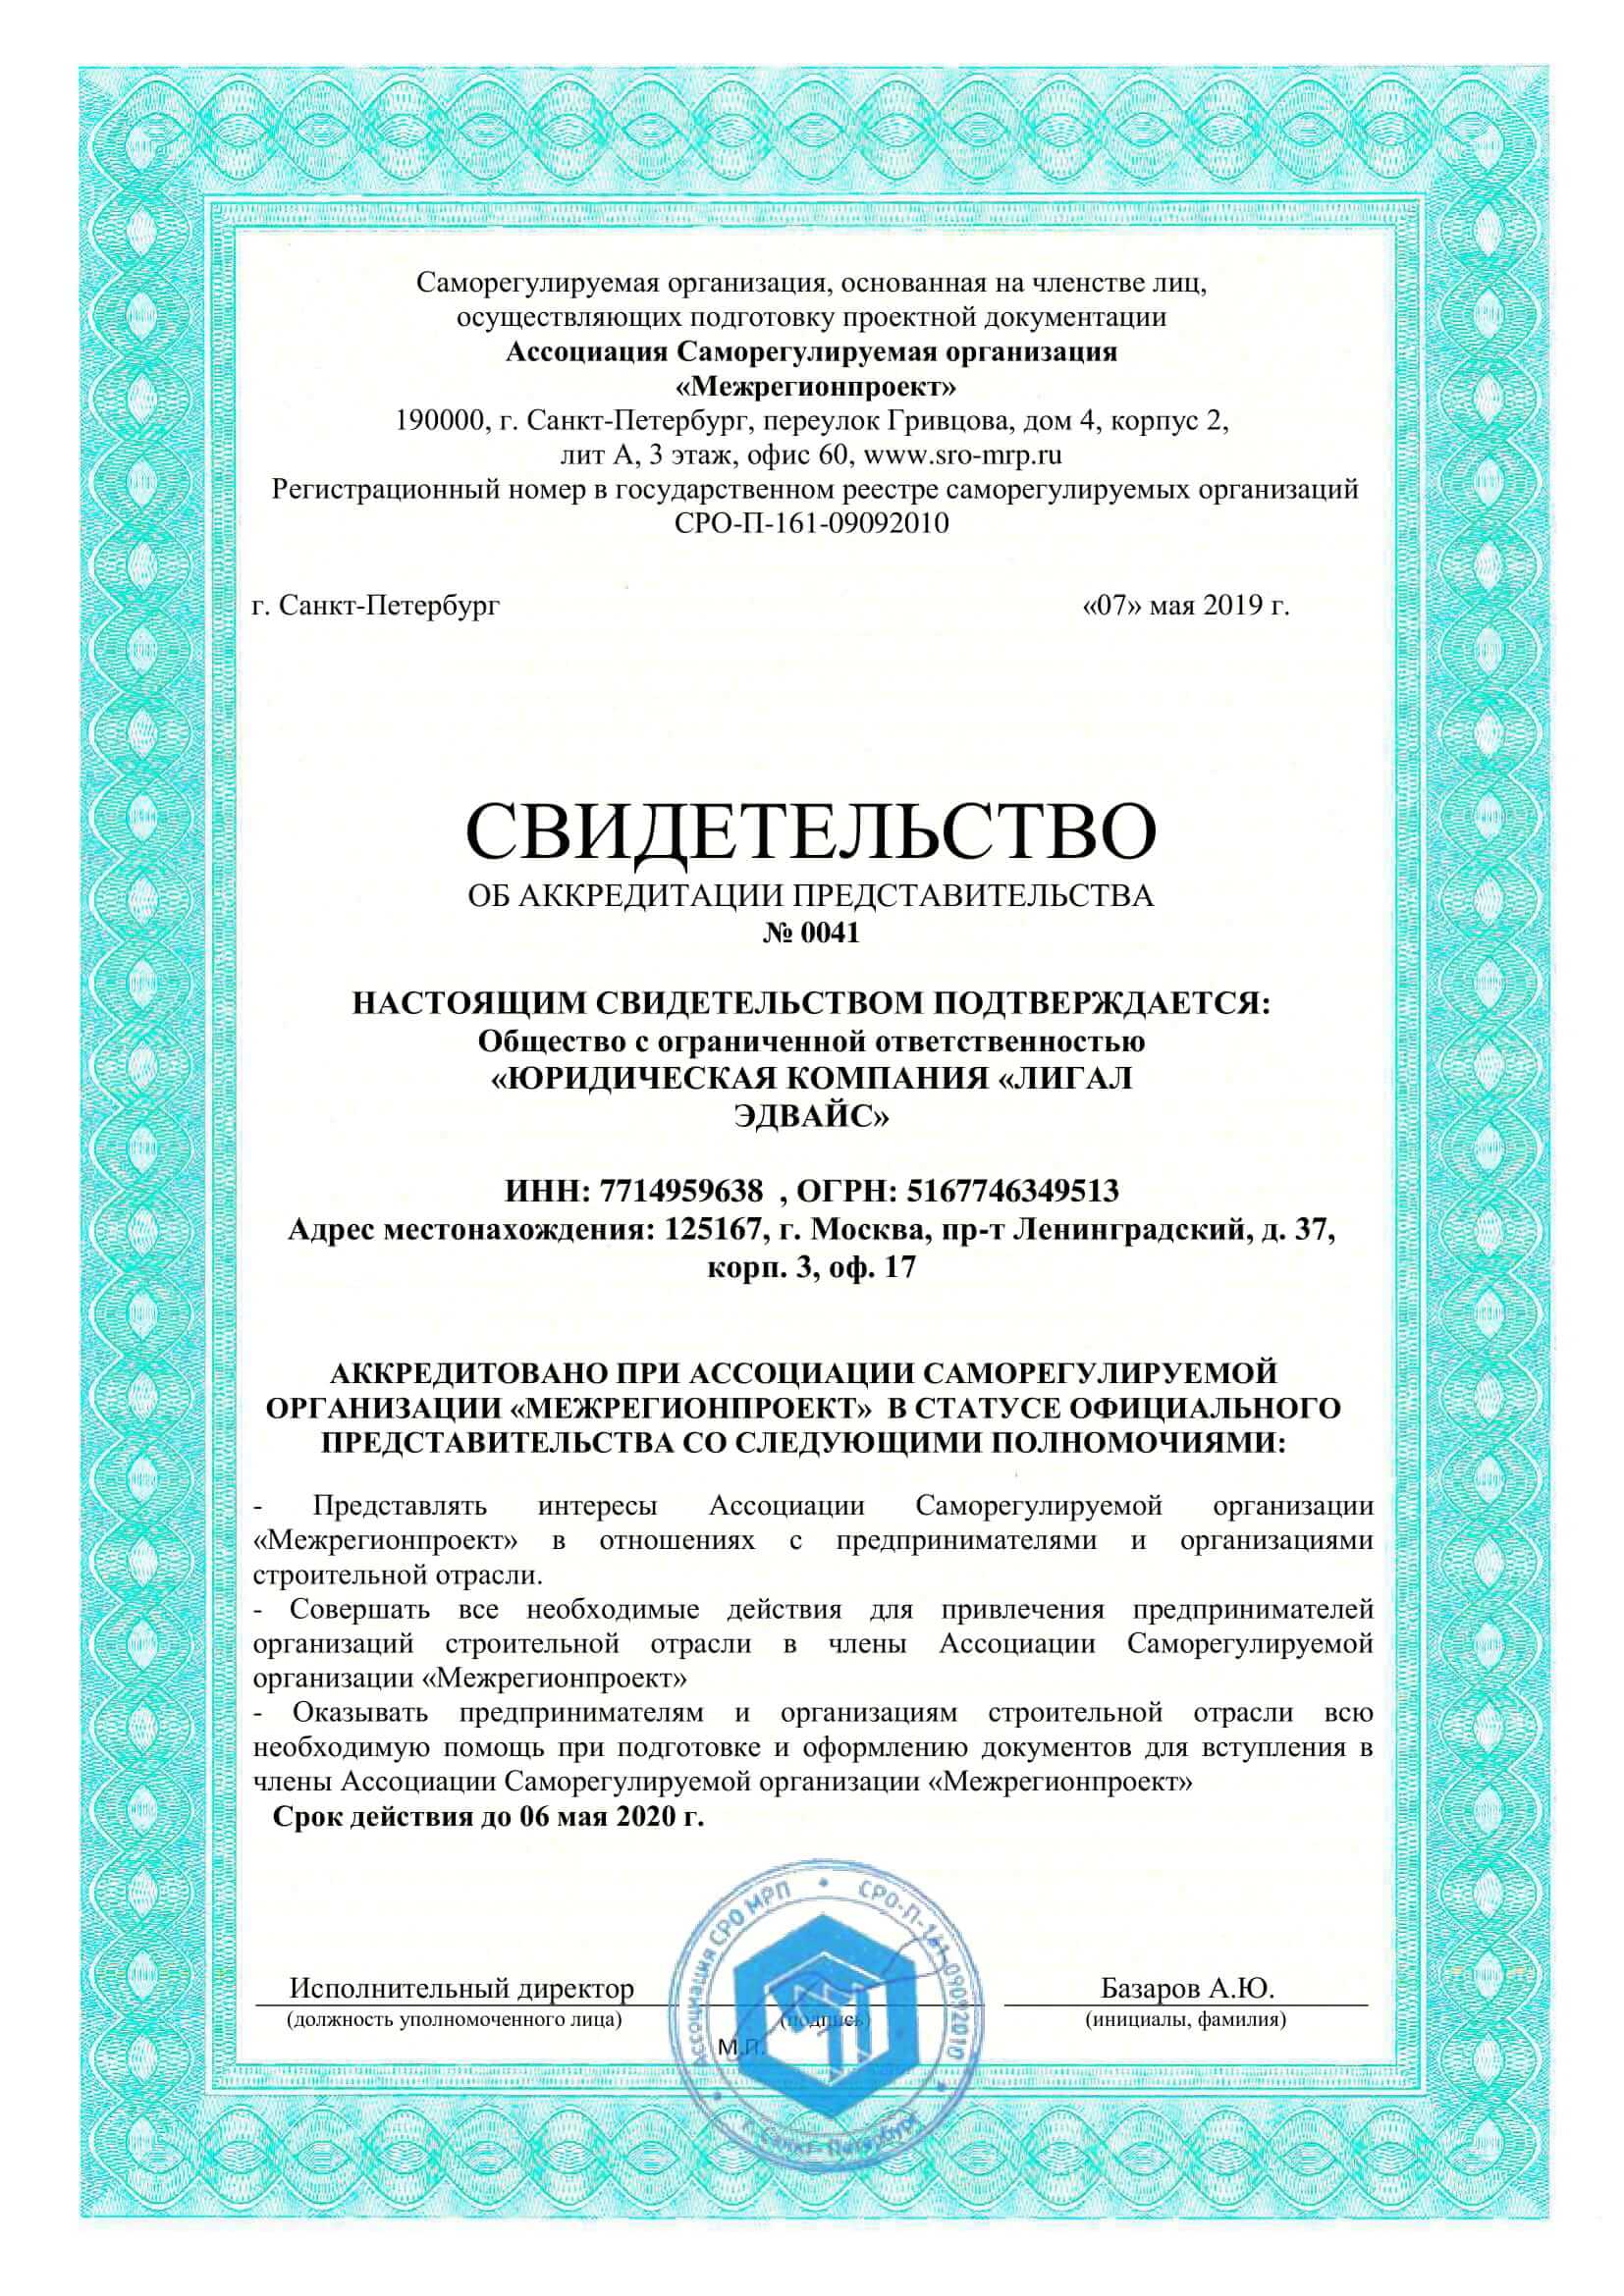 Саморегулируемая организация, основанная на членстве лиц,
осуществляющих подготовку проектной документации
Ассоциация Саморегулируемая организация
«Межрегионпроект»
190000, г. Санкт-Петербург, переулок Гривцова, дом 4, корпус 2,
лит А, 3 этаж, офис 60, www.sro-mrp.ru
Регистрационный номер в государственном реестре саморегулируемых организаций
СРО-П-161-09092010
г. Санкт-Петербург «07» мая 2019 г.
СВИДЕТЕЛЬСТВО
ОБ АККРЕДИТАЦИИ ПРЕДСТАВИТЕЛЬСТВА
№ 0041
НАСТОЯЩИМ СВИДЕТЕЛЬСТВОМ ПОДТВЕРЖДАЕТСЯ:
Общество с ограниченной ответственностью
«ЮРИДИЧЕСКАЯ КОМПАНИЯ «ЛИГАЛ
ЭДВАЙС»
ИНН: 7714959638 , ОГРН: 5167746349513
Адрес местонахождения: 125167, г. Москва, пр-т Ленинградский, д. 37,
корп. 3, оф. 17
АККРЕДИТОВАНО ПРИ АССОЦИАЦИИ САМОРЕГУЛИРУЕМОЙ
ОРГАНИЗАЦИИ «МЕЖРЕГИОНПРОЕКТ» В СТАТУСЕ ОФИЦИАЛЬНОГО
ПРЕДСТАВИТЕЛЬСТВА СО СЛЕДУЮЩИМИ ПОЛНОМОЧИЯМИ:
- Представлять интересы Ассоциации Саморегулируемой организации
«Межрегионпроект» в отношениях с предпринимателями и организациями
строительной отрасли.
- Совершать все необходимые действия для привлечения предпринимателей
организаций строительной отрасли в члены Ассоциации Саморегулируемой
организации «Межрегионпроект»
- Оказывать предпринимателям и организациям строительной отрасли всю
необходимую помощь при подготовке и оформлению документов для вступления в
члены Ассоциации Саморегулируемой организации «Межрегионпроект»
Срок действия до 06 мая 2020 г.
Ассоциация СРО МРП • СРО-П-161-09092010
Исполнительный директор Базаров А.Ю.
(должность уполномоченного лица) (подпись) (инициалы, фамилия)
М.П.
г. Санкт-Петербург